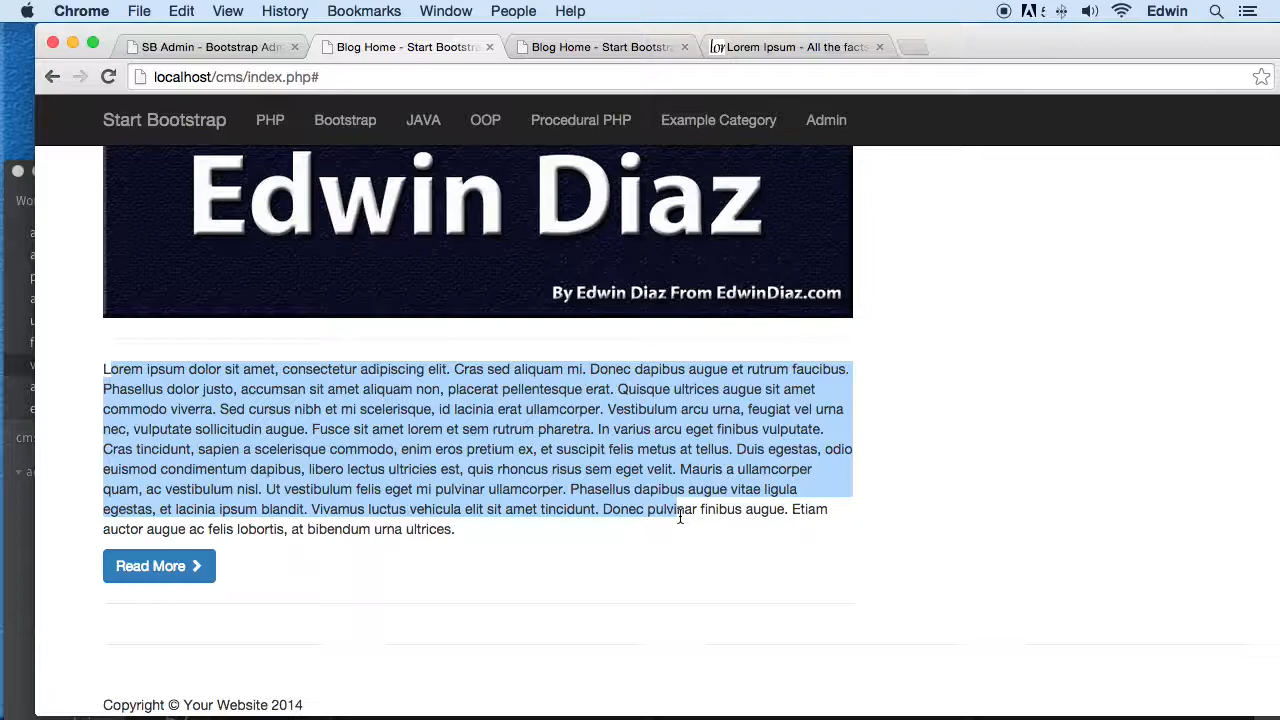 Chrome File Edit View History Bookmarks Window People Help Edwin
SB Admin - Bootstrap Adm
Blog Home - Start Bootstra
Blog Home - Start Bootstra
Lorem Ipsum - All the facts
localhost/cms/index.php#
Start Bootstrap PHP Bootstrap JAVA OOP Procedural PHP Example Category Admin
Edwin Diaz
By Edwin Diaz From EdwinDiaz.com
Lorem ipsum dolor sit amet, consectetur adipiscing elit. Cras sed aliquam mi. Donec dapibus augue et rutrum faucibus.
Phasellus dolor justo, accumsan sit amet aliquam non, placerat pellentesque erat. Quisque ultrices augue sit amet
commodo viverra. Sed cursus nibh et mi scelerisque, id lacinia erat ullamcorper. Vestibulum arcu urna, feugiat vel urna
nec, vulputate sollicitudin augue. Fusce sit amet lorem et sem rutrum pharetra. In varius arcu eget finibus vulputate.
Cras tincidunt, sapien a scelerisque commodo, enim eros pretium ex, et suscipit felis metus at tellus. Duis egestas, odio
euismod condimentum dapibus, libero lectus ultricies est, quis rhoncus risus sem eget velit. Mauris a ullamcorper
quam, ac vestibulum nisl. Ut vestibulum felis eget mi pulvinar ullamcorper. Phasellus dapibus augue vitae ligula
egestas, et lacinia ipsum blandit. Vivamus luctus vehicula elit sit amet tincidunt. Donec pulvinar finibus augue. Etiam
auctor augue ac felis lobortis, at bibendum urna ultrices.
Read More
Copyright © Your Website 2014